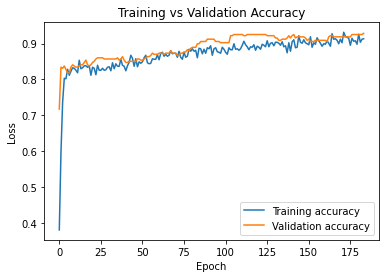 Training vs Validation Accuracy
Loss
0.9
0.8
0.7
0.6
0.5
0.4
0
25
50
75
100
125
150
175
Epoch
Training accuracy
Validation accuracy